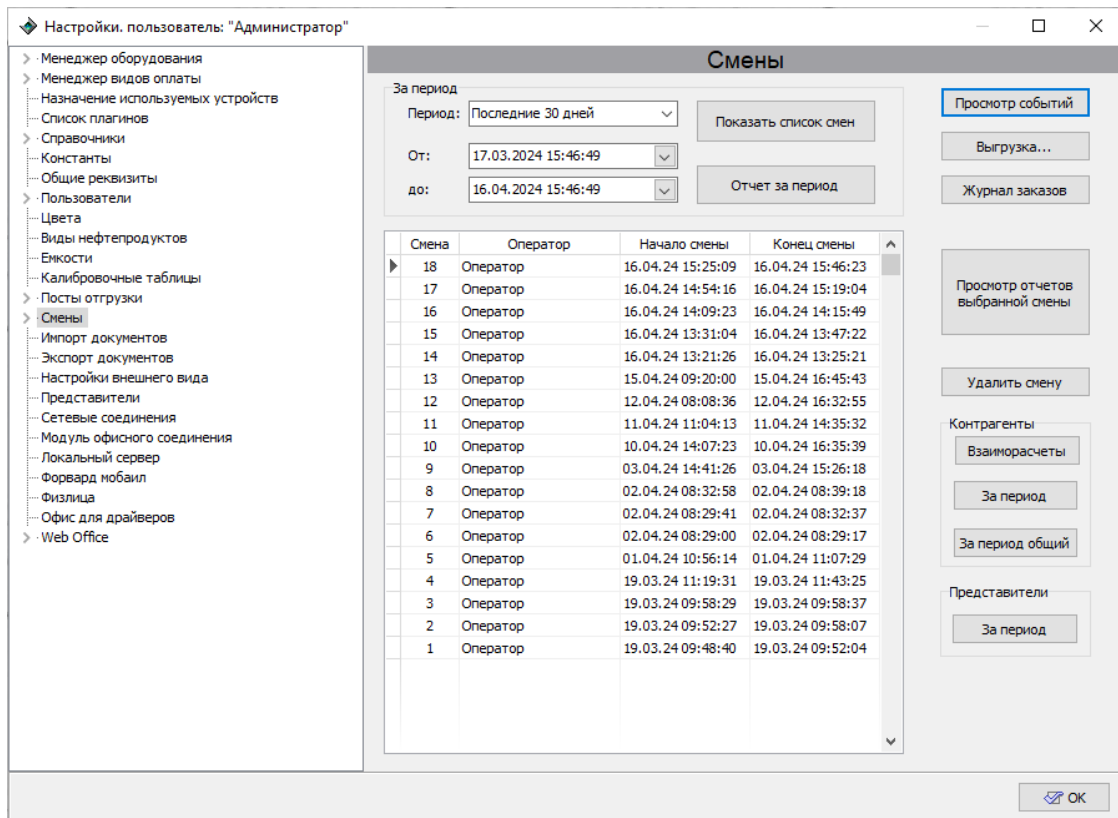 Настройки. пользователь: "Администратор"
Менеджер оборудования
Менеджер видов оплаты
Назначение используемых устройств
Список плагинов
Справочники
Константы
Общие реквизиты
Пользователи
Цвета
Виды нефтепродуктов
Емкости
Калибровочные таблицы
Посты отгрузки
Смены
Импорт документов
Экспорт документов
Настройки внешнего вида
Представители
Сетевые соединения
Модуль офисного соединения
Локальный сервер
Форвард мобаил
Физлица
Офис для драйверов
Web Office
Смены
За период
Период: Последние 30 дней
От: 17.03.2024 15:46:49
до: 16.04.2024 15:46:49
Показать список смен
Отчет за период
Смена Оператор Начало смены Конец смены
18 Оператор 16.04.24 15:25:09 16.04.24 15:46:23
17 Оператор 16.04.24 14:54:16 16.04.24 15:19:04
16 Оператор 16.04.24 14:09:23 16.04.24 14:15:49
15 Оператор 16.04.24 13:31:04 16.04.24 13:47:22
14 Оператор 16.04.24 13:21:26 16.04.24 13:25:21
13 Оператор 15.04.24 09:20:00 15.04.24 16:45:43
12 Оператор 12.04.24 08:08:36 12.04.24 16:32:55
11 Оператор 11.04.24 11:04:13 11.04.24 14:35:32
10 Оператор 10.04.24 14:07:23 10.04.24 16:35:39
9 Оператор 03.04.24 14:41:26 03.04.24 15:26:18
8 Оператор 02.04.24 08:32:58 02.04.24 08:39:18
7 Оператор 02.04.24 08:29:41 02.04.24 08:32:37
6 Оператор 02.04.24 08:29:00 02.04.24 08:29:17
5 Оператор 01.04.24 10:56:14 01.04.24 11:07:29
4 Оператор 19.03.24 11:19:31 19.03.24 11:43:25
3 Оператор 19.03.24 09:58:29 19.03.24 09:58:37
2 Оператор 19.03.24 09:52:27 19.03.24 09:58:07
1 Оператор 19.03.24 09:48:40 19.03.24 09:52:04
Просмотр событий
Выгрузка...
Журнал заказов
Просмотр отчетов
выбранной смены
Удалить смену
Контрагенты
Взаиморасчеты
За период
За период общий
Представители
За период
OK